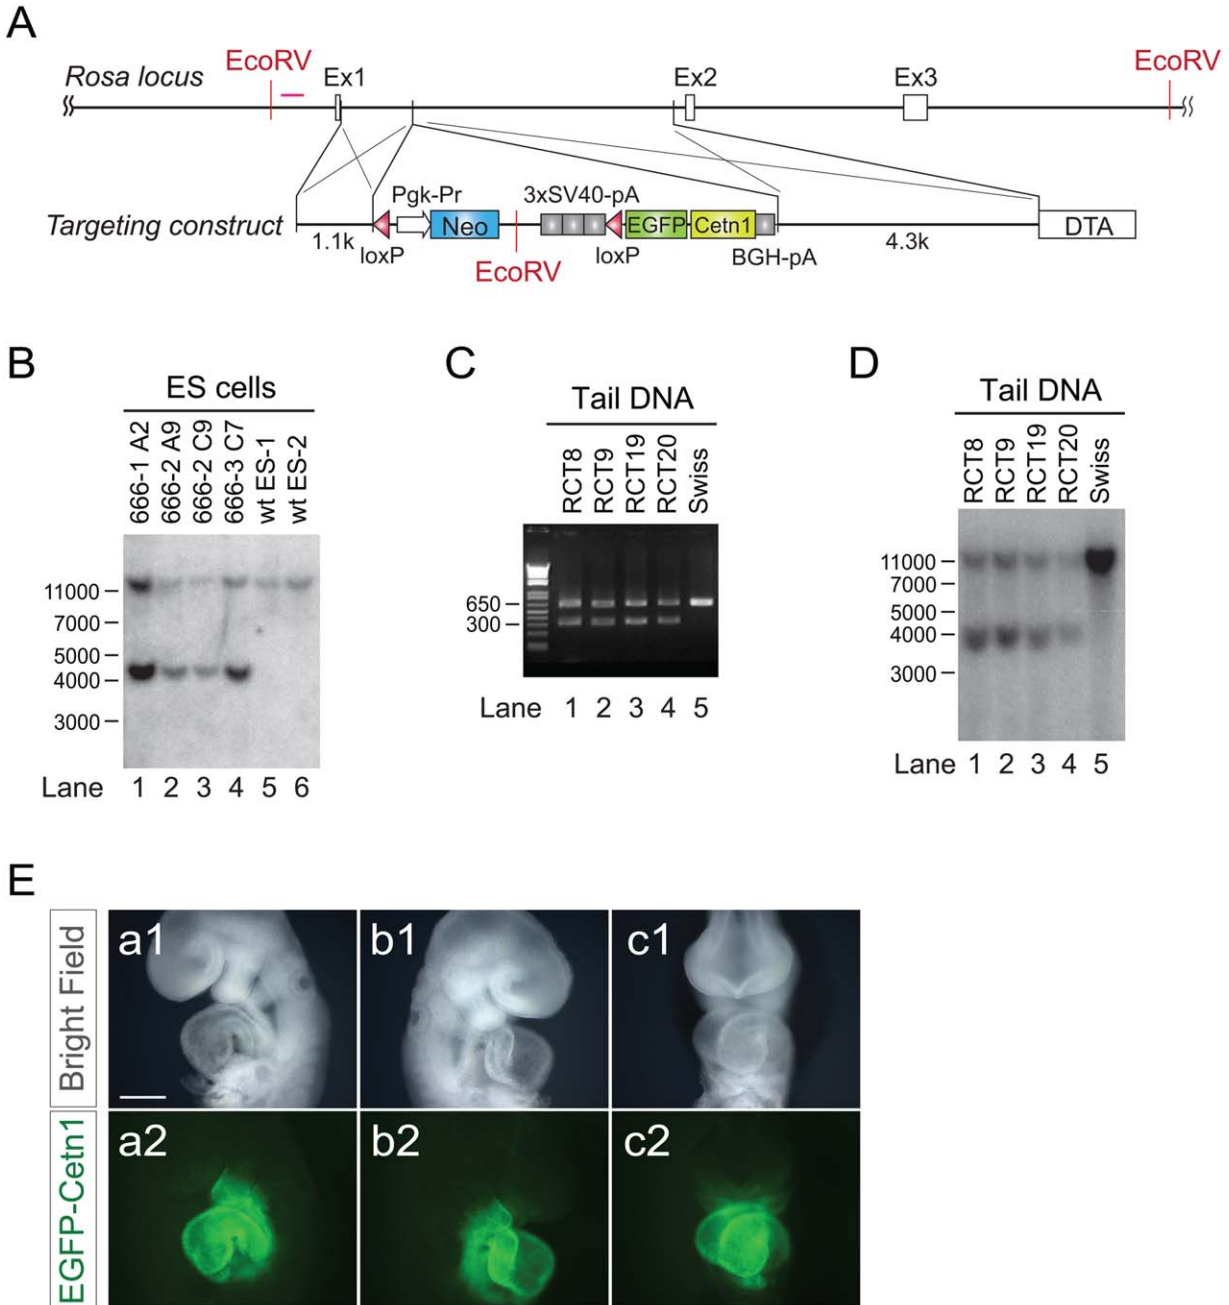 A
Rosa locus
EcoRV
Ex1
Ex2
Ex3
EcoRV
Targeting construct
1.1k
loxP
Pgk-Pr
Neo
EcoRV
3xSV40-pA
loxP
EGFP
Cetn1
BGH-pA
4.3k
DTA
B
ES cells
666-1 A2
666-2 A9
666-2 C9
666-3 C7
wt ES-1
wt ES-2
11000
7000
5000
4000
3000
Lane 1 2 3 4 5 6
C
Tail DNA
RCT8
RCT9
RCT19
RCT20
Swiss
650
300
Lane 1 2 3 4 5
D
Tail DNA
RCT8
RCT9
RCT19
RCT20
Swiss
11000
7000
5000
4000
3000
Lane 1 2 3 4 5
E
Bright Field
a1
b1
c1
EGFP-Cetn1
a2
b2
c2